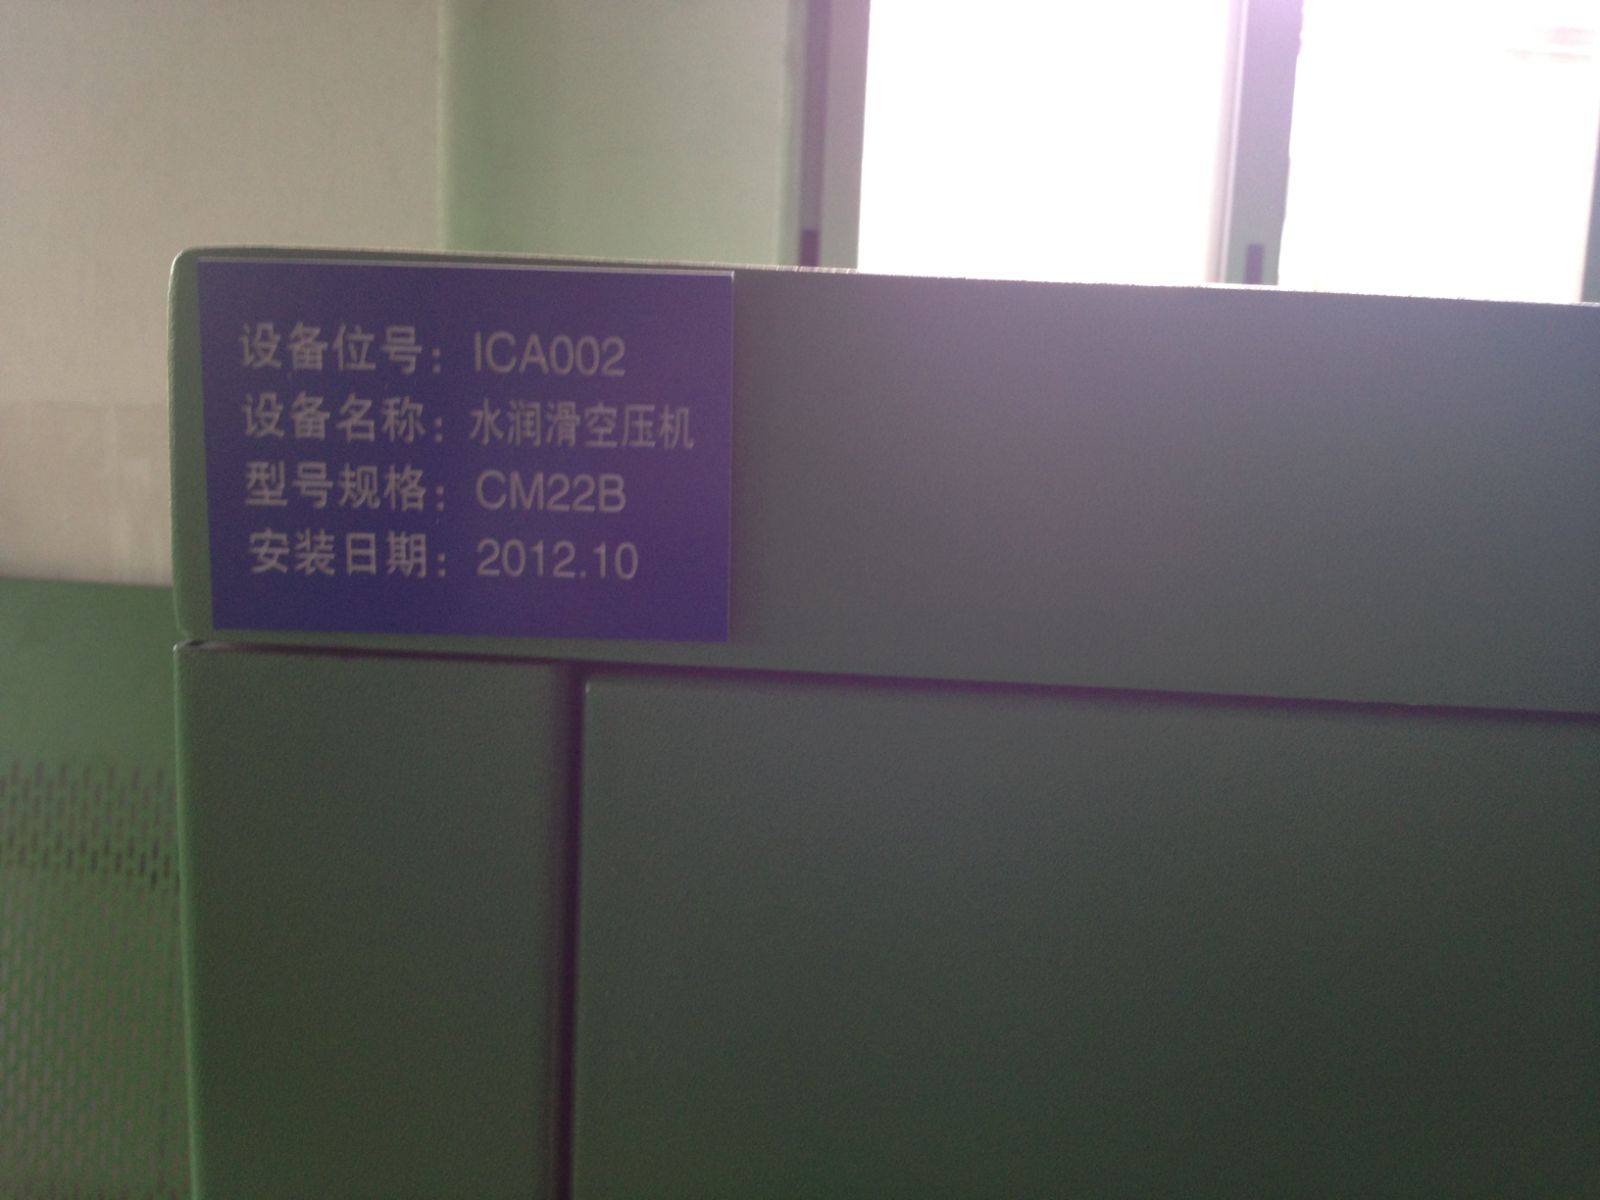 设备位号：ICA002
设备名称：水润滑空压机
型号规格：CM22B
安装日期：2012.10